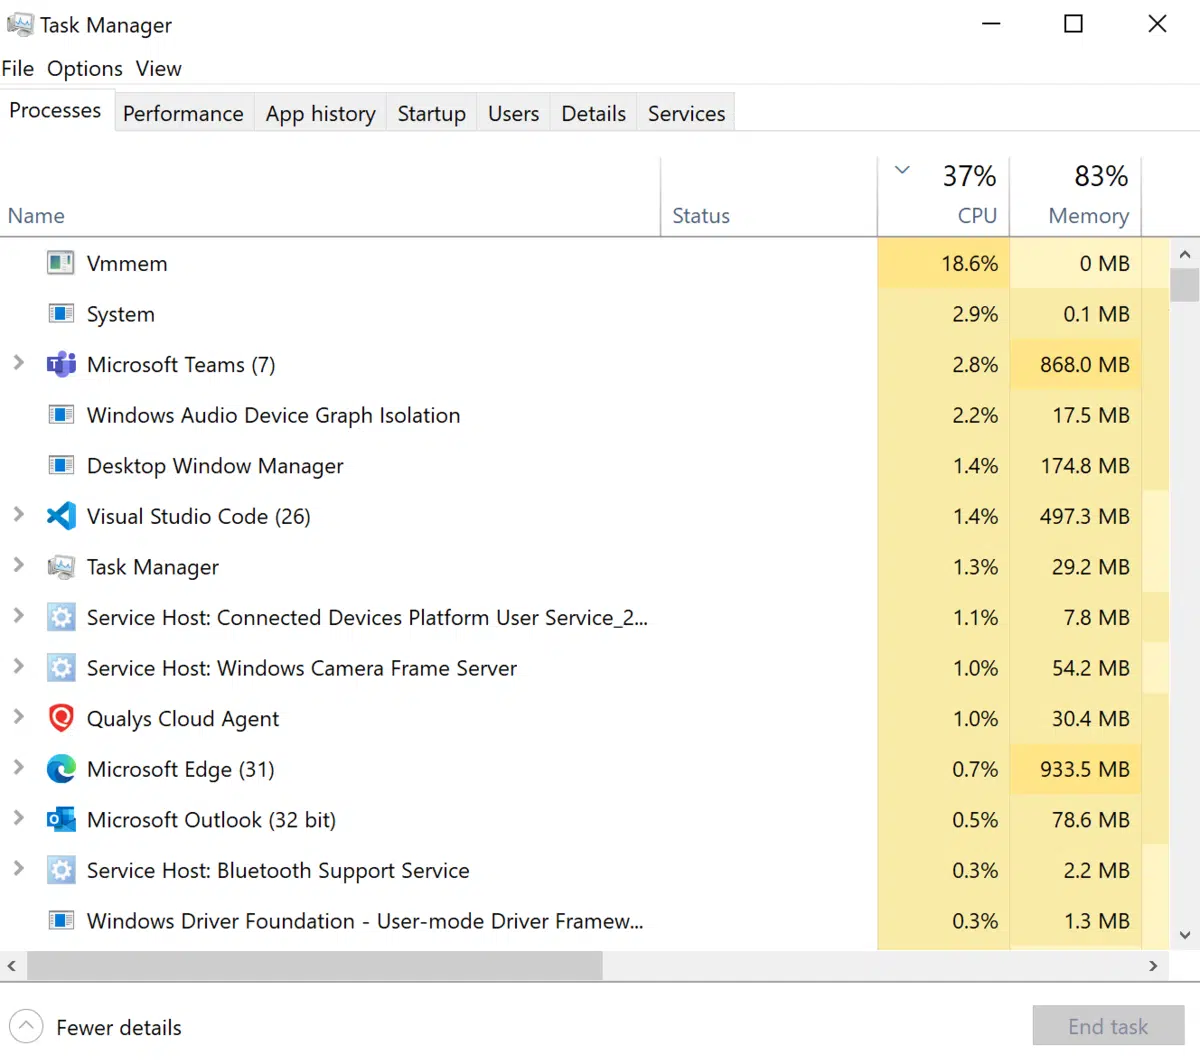 Task Manager
File Options View
Processes Performance App history Startup Users Details Services
37% 83%
Name Status CPU Memory
Vmmem 18.6% 0 MB
System 2.9% 0.1 MB
Microsoft Teams (7) 2.8% 868.0 MB
Windows Audio Device Graph Isolation 2.2% 17.5 MB
Desktop Window Manager 1.4% 174.8 MB
Visual Studio Code (26) 1.4% 497.3 MB
Task Manager 1.3% 29.2 MB
Service Host: Connected Devices Platform User Service_2... 1.1% 7.8 MB
Service Host: Windows Camera Frame Server 1.0% 54.2 MB
Qualys Cloud Agent 1.0% 30.4 MB
Microsoft Edge (31) 0.7% 933.5 MB
Microsoft Outlook (32 bit) 0.5% 78.6 MB
Service Host: Bluetooth Support Service 0.3% 2.2 MB
Windows Driver Foundation - User-mode Driver Framew... 0.3% 1.3 MB
Fewer details End task